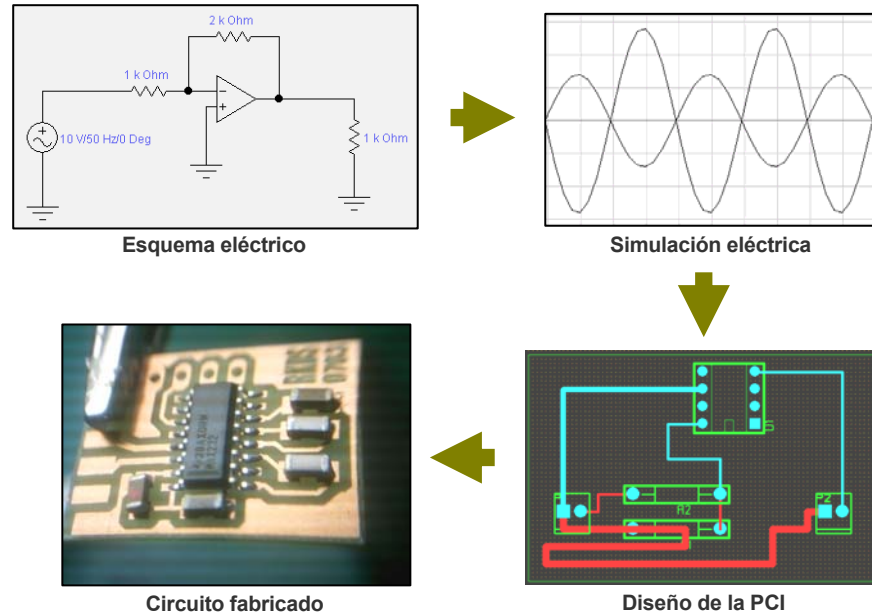 2 k Ohm
1 k Ohm
10 V/50 Hz/0 Deg
1 k Ohm
Esquema eléctrico
Simulación eléctrica
R2
P2
Circuito fabricado
Diseño de la PCI